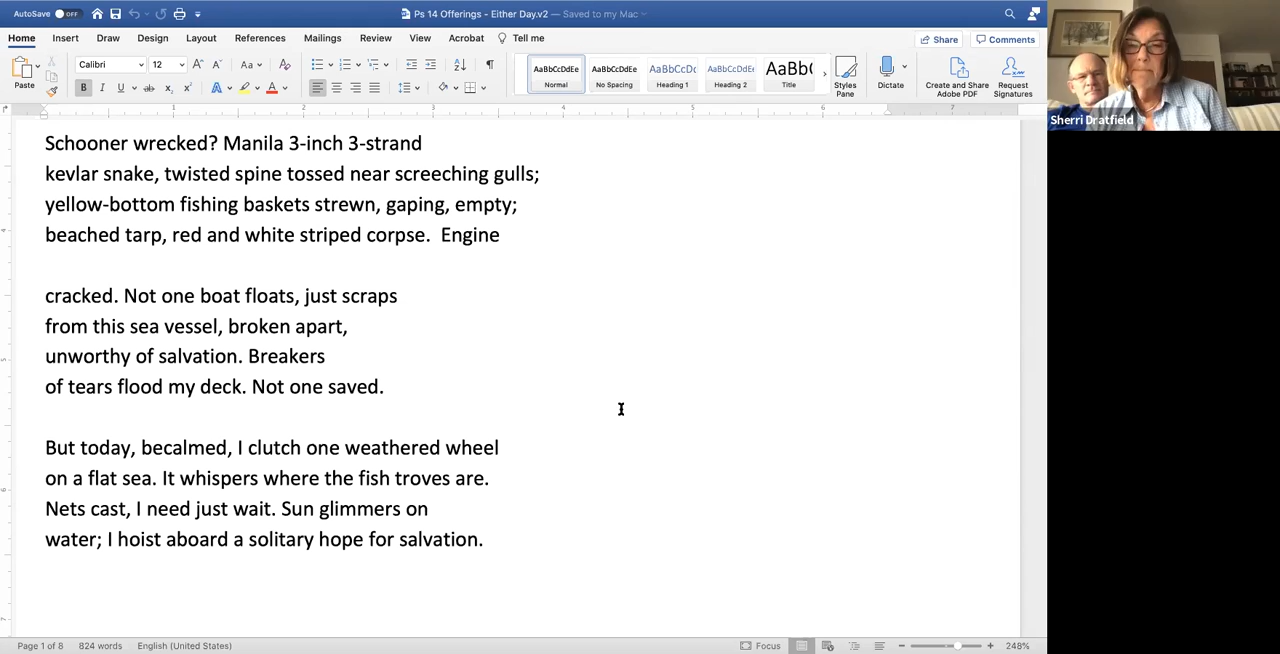 AutoSave OFF
Ps 14 Offerings - Either Day.v2 — Saved to my Mac
Home Insert Draw Design Layout References Mailings Review View Acrobat Tell me
Share Comments
Paste
Calibri 12
AaBbCcDdEe Normal
AaBbCcDdEe No Spacing
AaBbCcDc Heading 1
AaBbCcDdEe Heading 2
AaBb( Title
Styles Pane
Dictate
Create and Share Adobe PDF
Request Signatures
Sherri Dratfield
1 2 3 4 5 6 7
Schooner wrecked? Manila 3-inch 3-strand
kevlar snake, twisted spine tossed near screeching gulls;
yellow-bottom fishing baskets strewn, gaping, empty;
beached tarp, red and white striped corpse.  Engine
cracked. Not one boat floats, just scraps
from this sea vessel, broken apart,
unworthy of salvation. Breakers
of tears flood my deck. Not one saved.
But today, becalmed, I clutch one weathered wheel
on a flat sea. It whispers where the fish troves are.
Nets cast, I need just wait. Sun glimmers on
water; I hoist aboard a solitary hope for salvation.
Page 1 of 8 824 words English (United States) Focus 248%